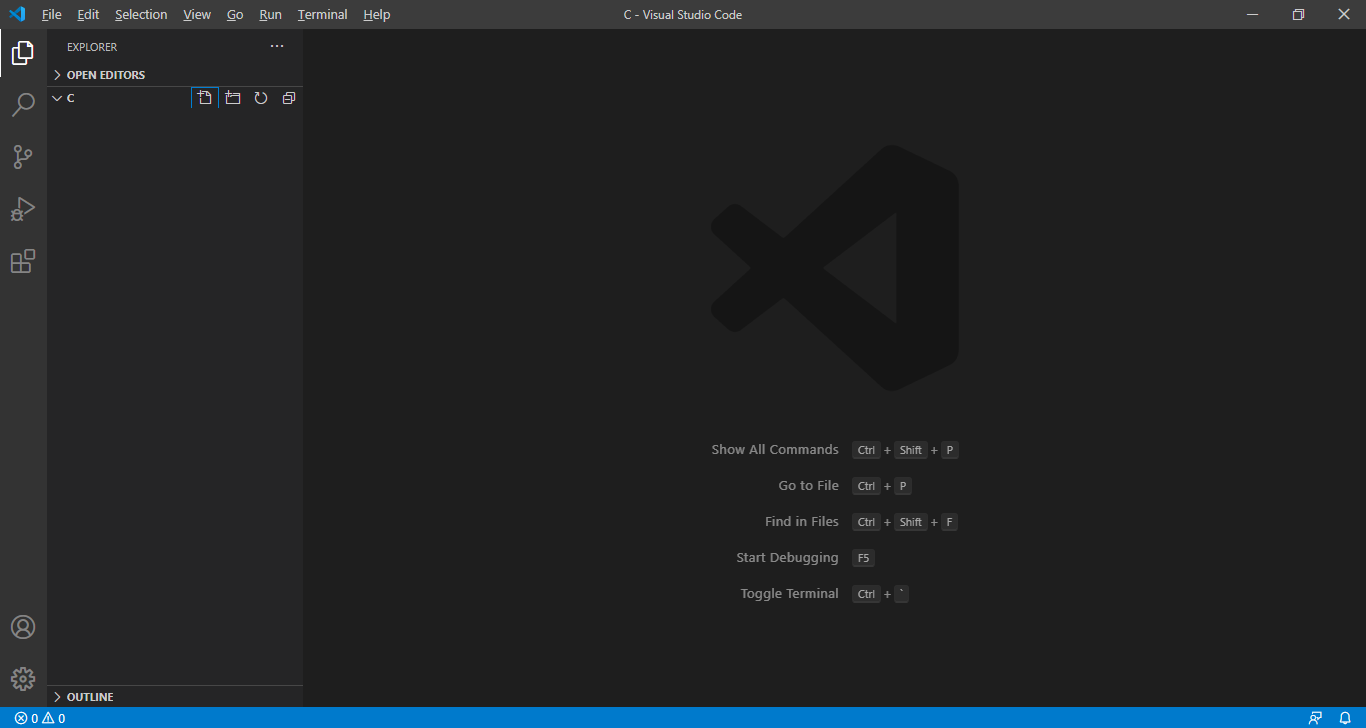 File Edit Selection View Go Run Terminal Help C - Visual Studio Code
EXPLORER ...
OPEN EDITORS
C
Show All Commands Ctrl + Shift + P
Go to File Ctrl + P
Find in Files Ctrl + Shift + F
Start Debugging F5
Toggle Terminal Ctrl + `
OUTLINE
0 0